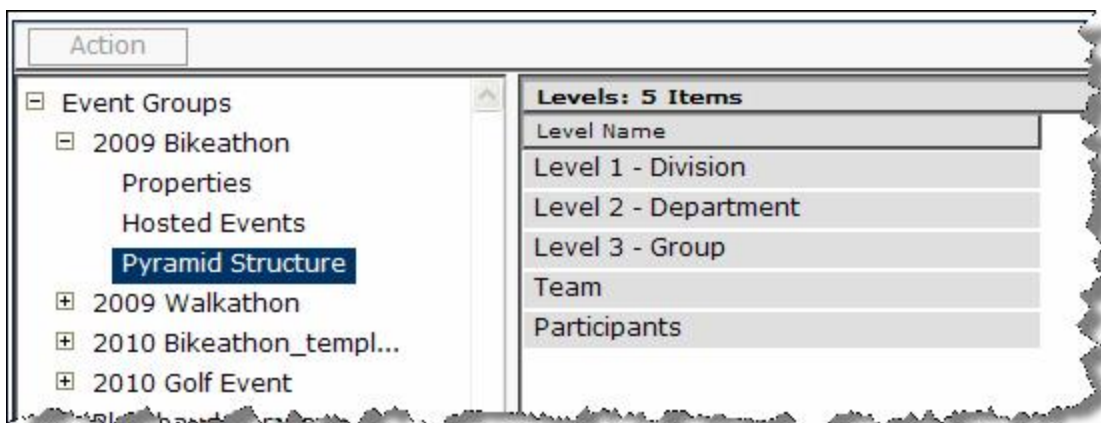 Action
Event Groups
2009 Bikeathon
Properties
Hosted Events
Pyramid Structure
2009 Walkathon
2010 Bikeathon_templ...
2010 Golf Event
Levels: 5 Items
Level Name
Level 1 - Division
Level 2 - Department
Level 3 - Group
Team
Participants